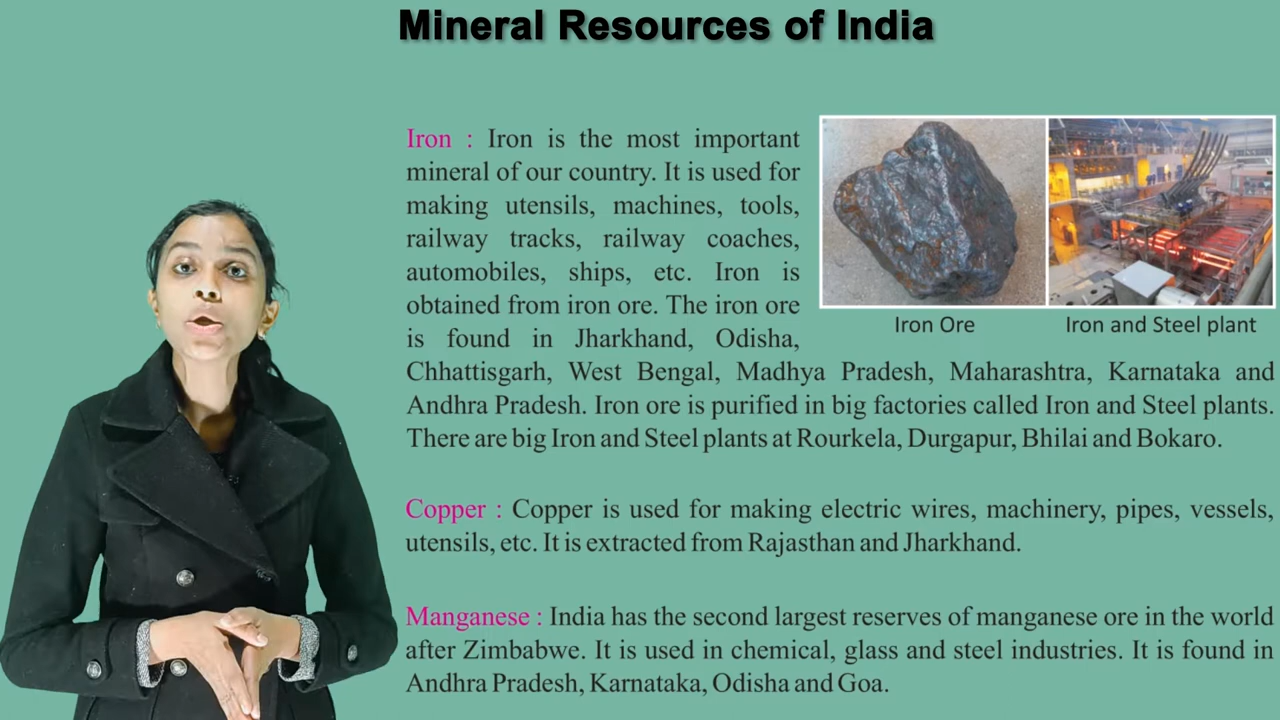 Mineral Resources of India
Iron : Iron is the most important
mineral of our country. It is used for
making utensils, machines, tools,
railway tracks, railway coaches,
automobiles, ships, etc. Iron is
obtained from iron ore. The iron ore
is found in Jharkhand, Odisha,
Chhattisgarh, West Bengal, Madhya Pradesh, Maharashtra, Karnataka and
Andhra Pradesh. Iron ore is purified in big factories called Iron and Steel plants.
There are big Iron and Steel plants at Rourkela, Durgapur, Bhilai and Bokaro.
Iron Ore
Iron and Steel plant
Copper : Copper is used for making electric wires, machinery, pipes, vessels,
utensils, etc. It is extracted from Rajasthan and Jharkhand.
Manganese : India has the second largest reserves of manganese ore in the world
after Zimbabwe. It is used in chemical, glass and steel industries. It is found in
Andhra Pradesh, Karnataka, Odisha and Goa.